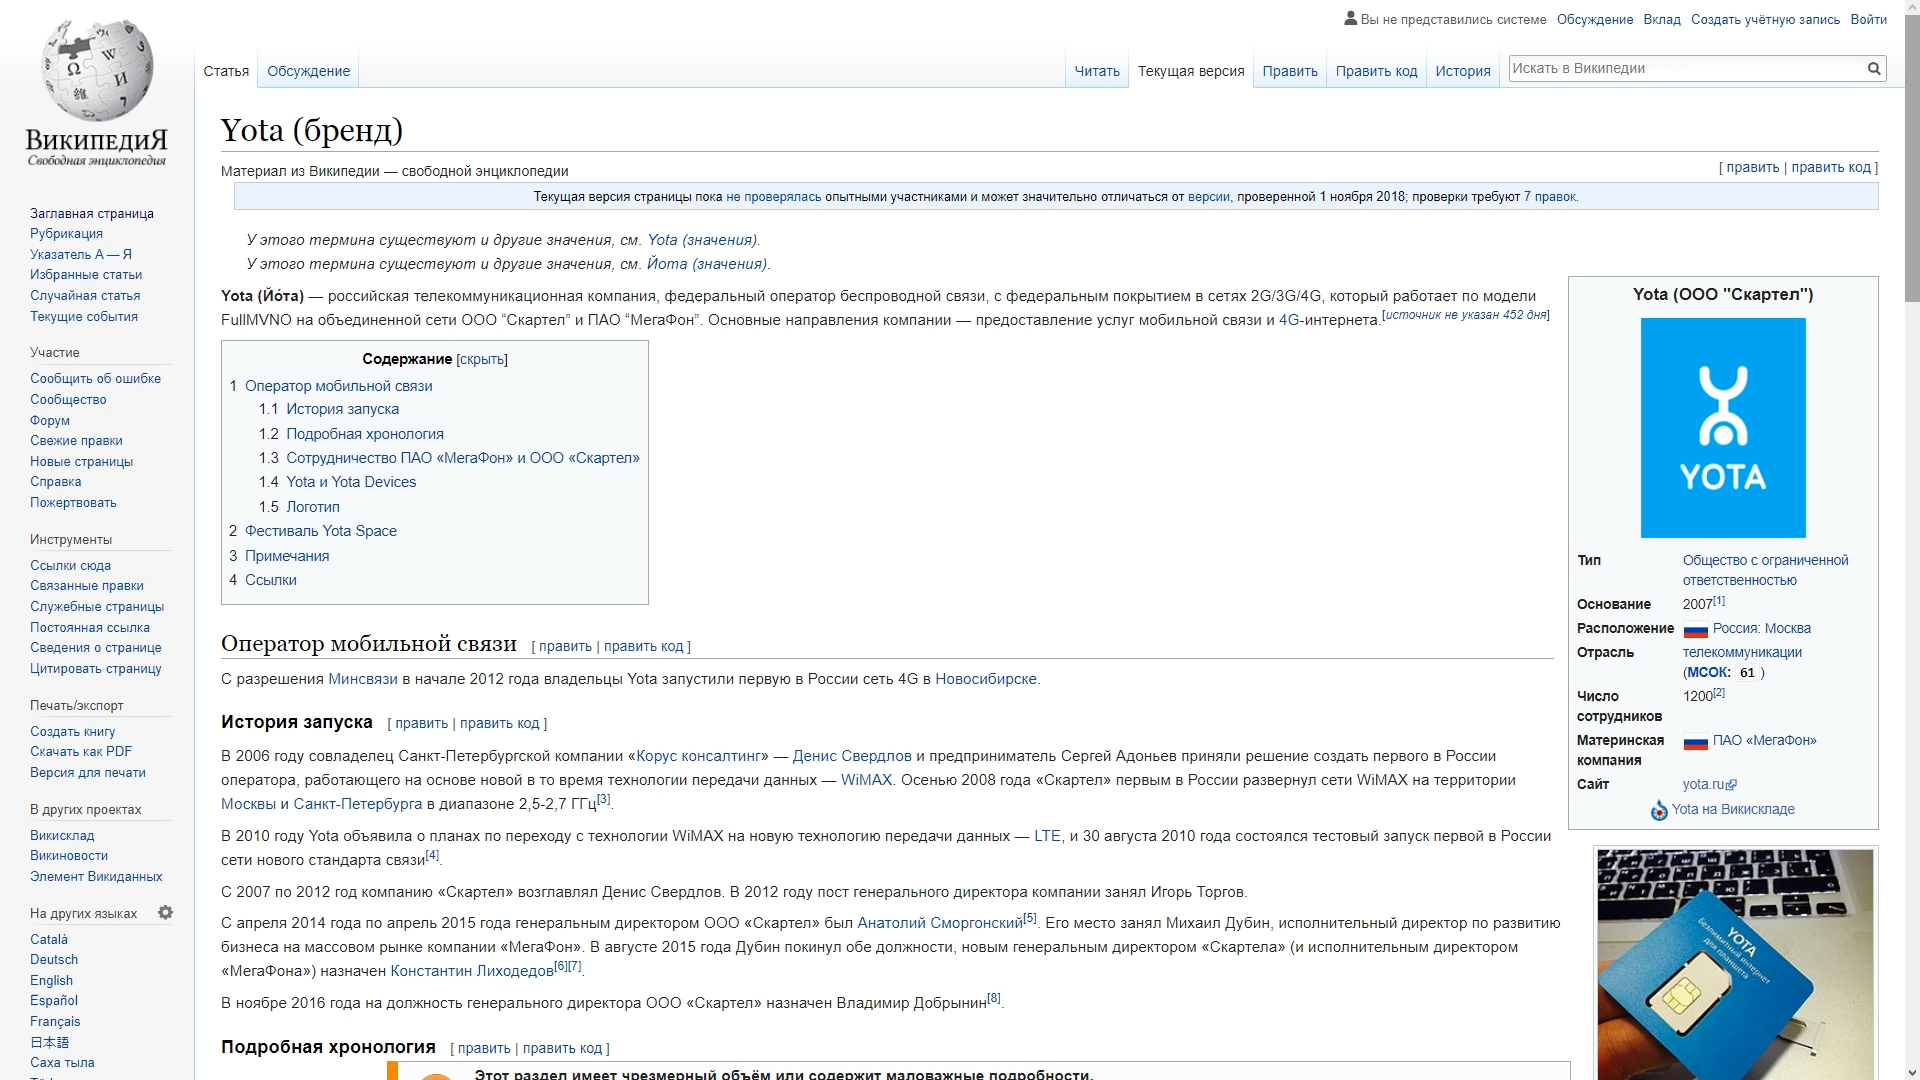 Вы не представились системе Обсуждение Вклад Создать учётную запись Войти
Статья Обсуждение Читать Текущая версия Править Править код История Искать в Википедии
ВИКИПЕДИЯ
Свободная энциклопедия
Заглавная страница
Рубрикация
Указатель А — Я
Избранные статьи
Случайная статья
Текущие события
Участие
Сообщить об ошибке
Сообщество
Форум
Свежие правки
Новые страницы
Справка
Пожертвовать
Инструменты
Ссылки сюда
Связанные правки
Служебные страницы
Постоянная ссылка
Сведения о странице
Цитировать страницу
Печать/экспорт
Создать книгу
Скачать как PDF
Версия для печати
В других проектах
Викисклад
Викиновости
Элемент Викиданных
На других языках
Català
Deutsch
English
Español
Français
日本語
Саха тыла
Yota (бренд)
[ править | править код ]
Материал из Википедии — свободной энциклопедии
Текущая версия страницы пока не проверялась опытными участниками и может значительно отличаться от версии, проверенной 1 ноября 2018; проверки требуют 7 правок.
У этого термина существуют и другие значения, см. Yota (значения).
У этого термина существуют и другие значения, см. Йота (значения).
Yota (Йо́та) — российская телекоммуникационная компания, федеральный оператор беспроводной связи, с федеральным покрытием в сетях 2G/3G/4G, который работает по модели
FullMVNO на объединенной сети ООО “Скартел” и ПАО “МегаФон”. Основные направления компании — предоставление услуг мобильной связи и 4G-интернета.[источник не указан 452 дня]
Содержание [скрыть]
1 Оператор мобильной связи
1.1 История запуска
1.2 Подробная хронология
1.3 Сотрудничество ПАО «МегаФон» и ООО «Скартел»
1.4 Yota и Yota Devices
1.5 Логотип
2 Фестиваль Yota Space
3 Примечания
4 Ссылки
Оператор мобильной связи [ править | править код ]
С разрешения Минсвязи в начале 2012 года владельцы Yota запустили первую в России сеть 4G в Новосибирске.
История запуска [ править | править код ]
В 2006 году совладелец Санкт-Петербургской компании «Корус консалтинг» — Денис Свердлов и предприниматель Сергей Адоньев приняли решение создать первого в России
оператора, работающего на основе новой в то время технологии передачи данных — WiMAX. Осенью 2008 года «Скартел» первым в России развернул сети WiMAX на территории
Москвы и Санкт-Петербурга в диапазоне 2,5-2,7 ГГц[3].
В 2010 году Yota объявила о планах по переходу с технологии WiMAX на новую технологию передачи данных — LTE, и 30 августа 2010 года состоялся тестовый запуск первой в России
сети нового стандарта связи[4].
С 2007 по 2012 год компанию «Скартел» возглавлял Денис Свердлов. В 2012 году пост генерального директора компании занял Игорь Торгов.
С апреля 2014 года по апрель 2015 года генеральным директором ООО «Скартел» был Анатолий Сморгонский[5]. Его место занял Михаил Дубин, исполнительный директор по развитию
бизнеса на массовом рынке компании «МегаФон». В августе 2015 года Дубин покинул обе должности, новым генеральным директором «Скартела» (и исполнительным директором
«МегаФона») назначен Константин Лиходедов[6][7].
В ноябре 2016 года на должность генерального директора ООО «Скартел» назначен Владимир Добрынин[8].
Подробная хронология [ править | править код ]
Этот раздел имеет чрезмерный объём или содержит маловажные подробности.
Yota (ООО "Скартел")
YOTA
Тип Общество с ограниченной
ответственностью
Основание 2007[1]
Расположение Россия: Москва
Отрасль телекоммуникации
(МСОК: 61 )
Число 1200[2]
сотрудников
Материнская ПАО «МегаФон»
компания
Сайт yota.ru
Yota на Викискладе
YOTA
безлимитный интернет
для планшета